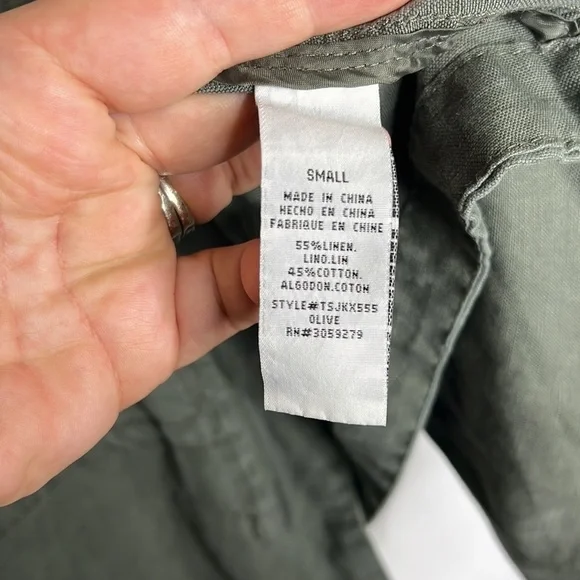 SMALL
MADE IN CHINA
HECHO EN CHINA
FABRIQUE EN CHINE
55%LINEN.
LINO.LIN
45%COTTON.
ALGODON.COTON
STYLE#TSJKX555
OLIVE
RN#3059279